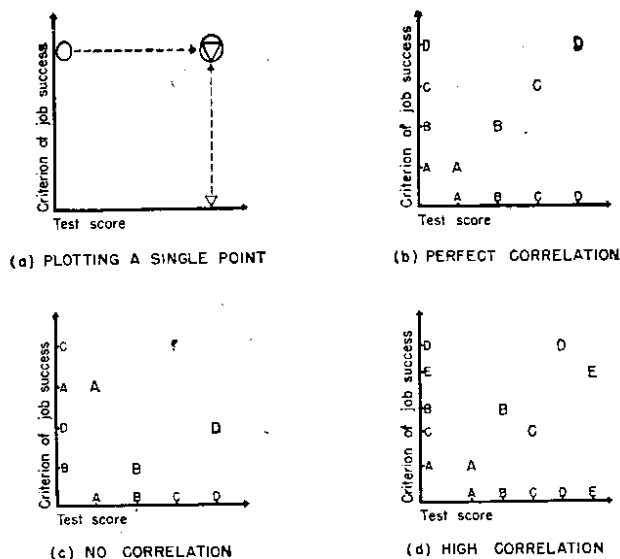 Criterion of job success
Test score
(a) PLOTTING A SINGLE POINT
Criterion of job success
D D
C C
B B
A A
A B C D
Test score
(b) PERFECT CORRELATION
Criterion of job success
C
A A
D D
B B
A B C D
Test score
(c) NO CORRELATION
Criterion of job success
D D
E E
B B
C C
A A
A B C D E
Test score
(d) HIGH CORRELATION